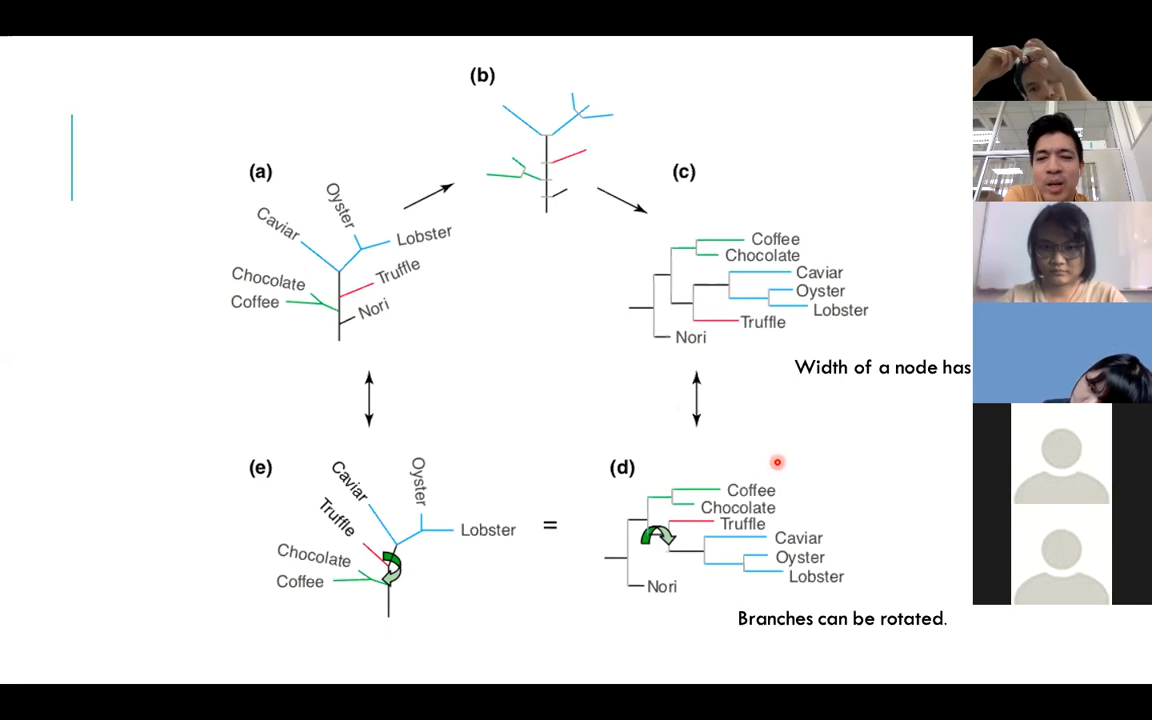 (b)
(a)
(c)
Oyster
Caviar
Lobster
Truffle
Chocolate
Coffee
Nori
Coffee
Chocolate
Caviar
Oyster
Lobster
Truffle
Nori
Width of a node has
(e)
(d)
Caviar
Oyster
Truffle
Lobster
Chocolate
Coffee
=
Coffee
Chocolate
Truffle
Caviar
Oyster
Lobster
Nori
Branches can be rotated.